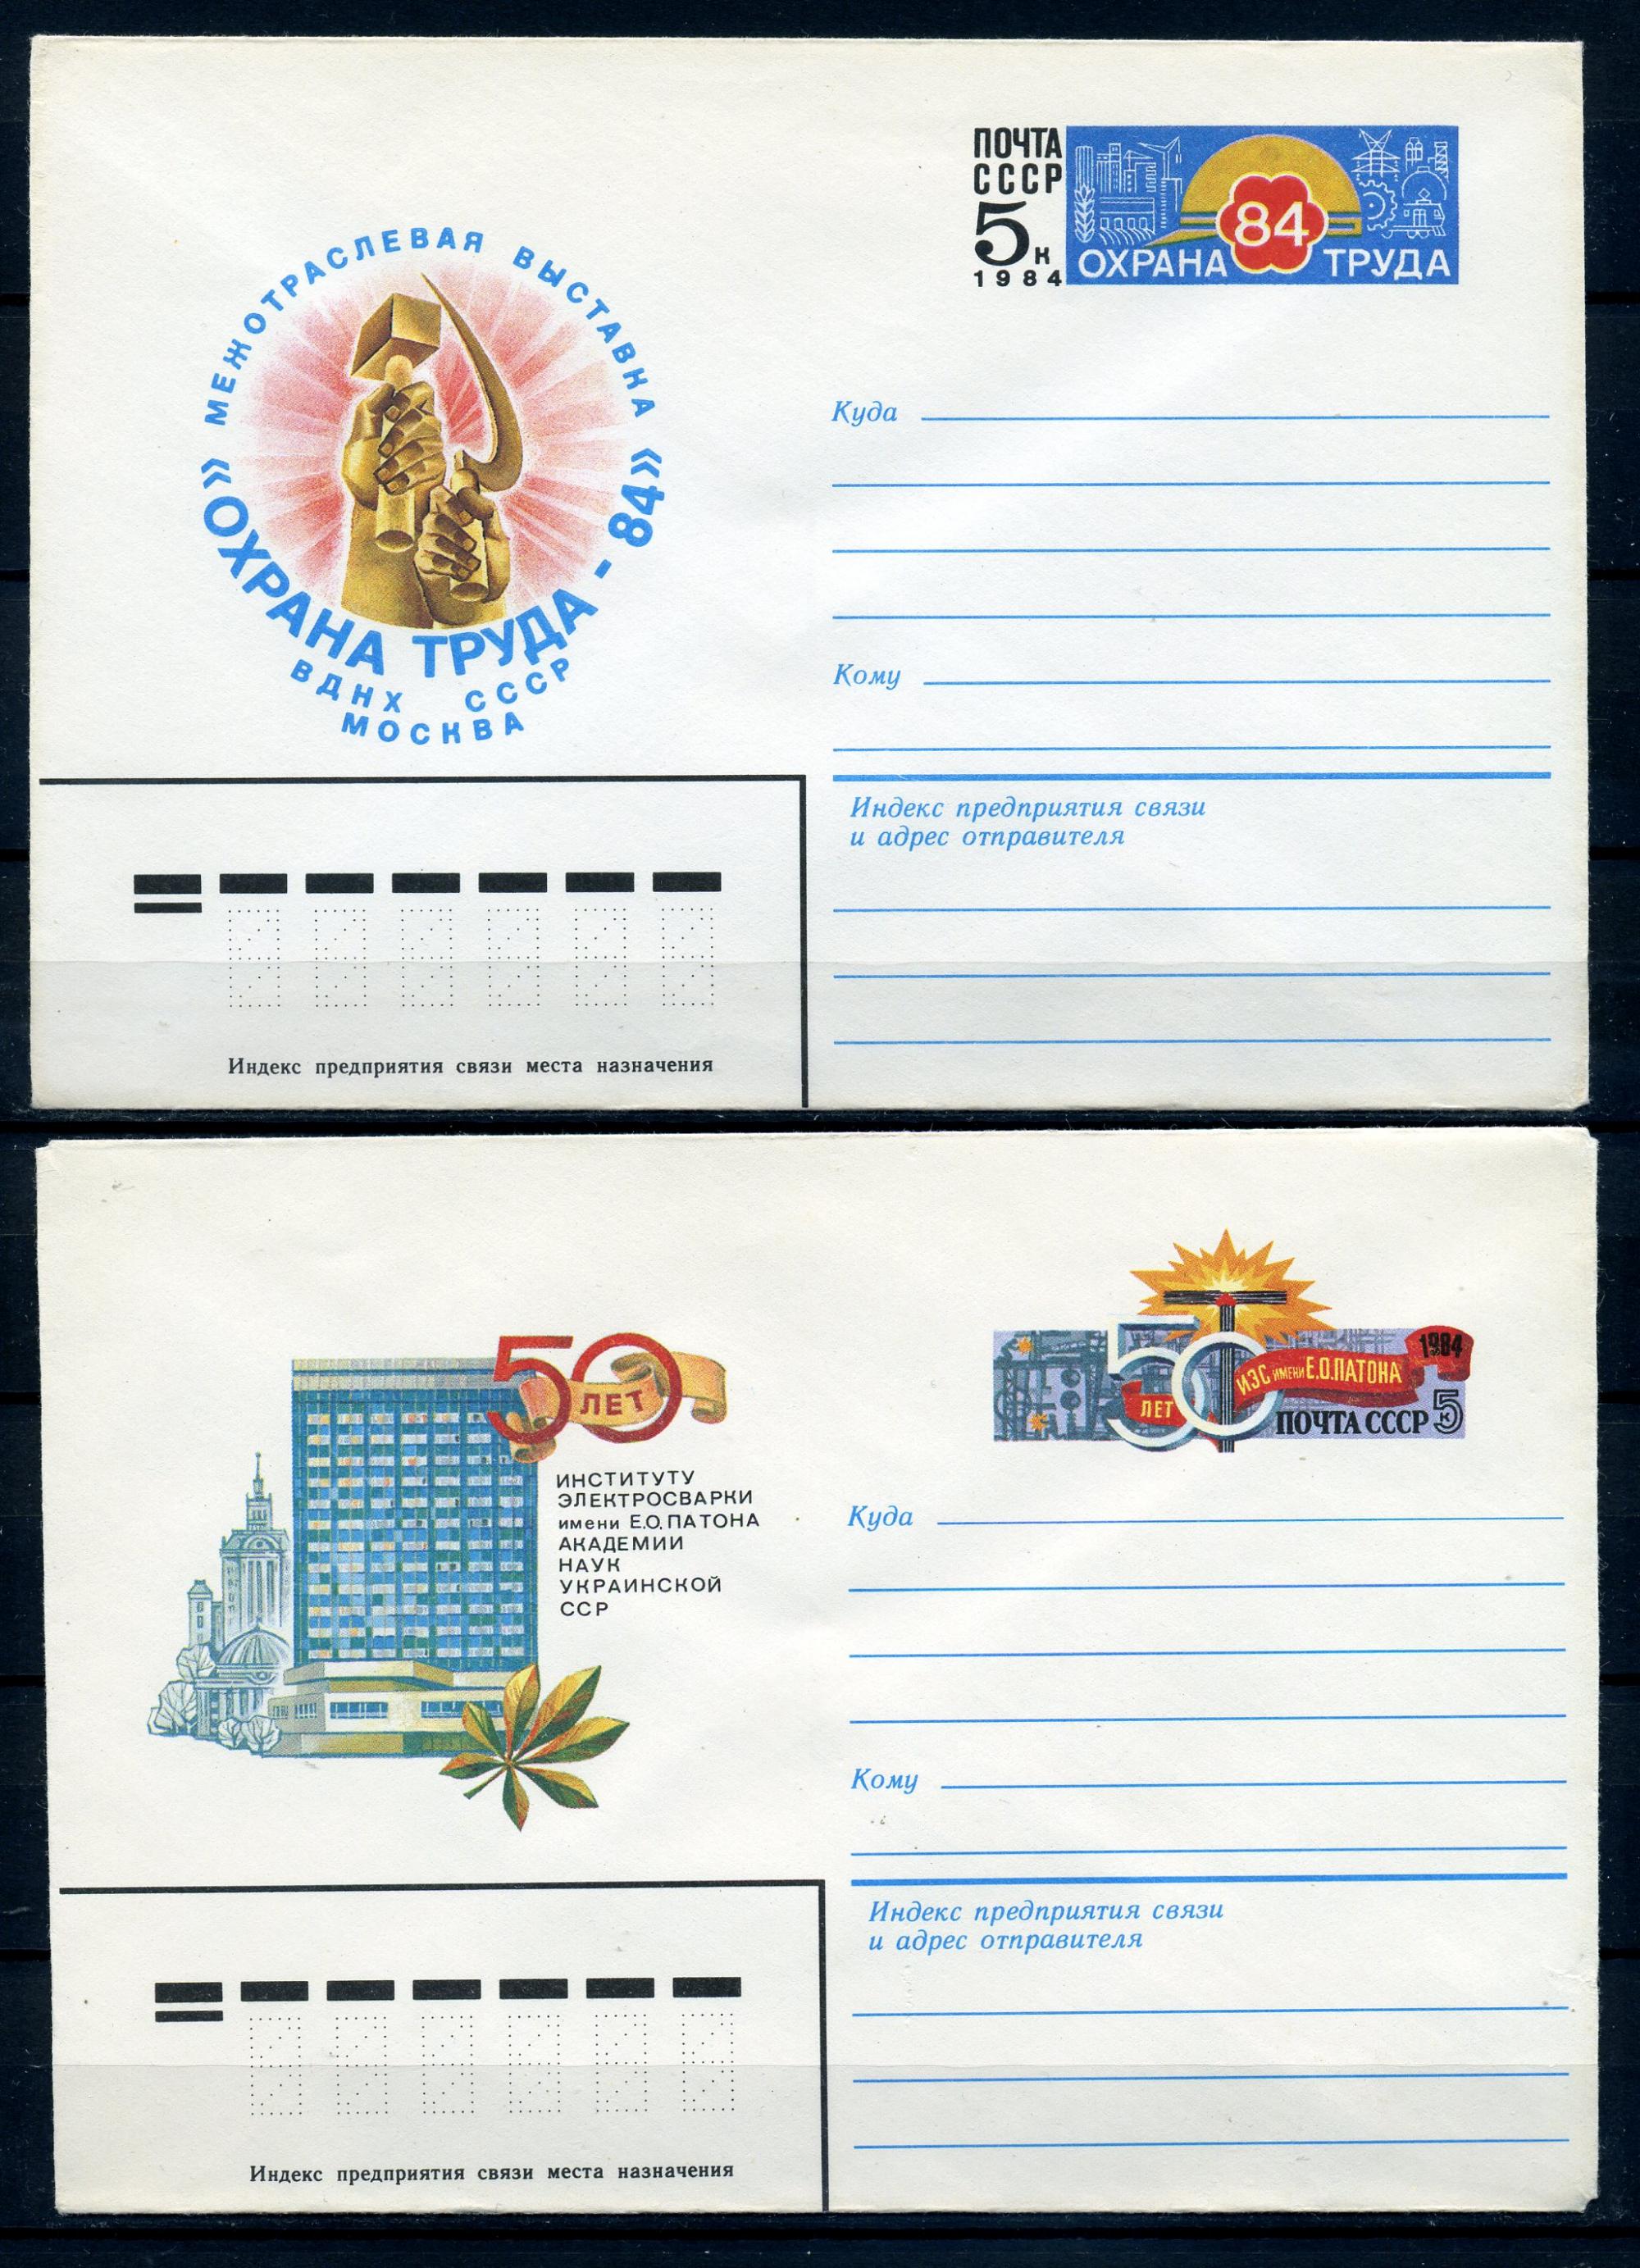 ПОЧТА
СССР
5 к
1984
ОХРАНА 84 ТРУДА
МЕЖОТРАСЛЕВАЯ ВЫСТАВКА
«ОХРАНА ТРУДА - 84»
ВДНХ СССР
МОСКВА
Куда
Кому
Индекс предприятия связи
и адрес отправителя
Индекс предприятия связи места назначения
50 ЛЕТ
ИНСТИТУТУ
ЭЛЕКТРОСВАРКИ
имени Е.О. ПАТОНА
АКАДЕМИИ
НАУК
УКРАИНСКОЙ
ССР
1984
50 ЛЕТ
ИЭС ИМЕНИ Е.О.ПАТОНА
ПОЧТА СССР 5 к
Куда
Кому
Индекс предприятия связи
и адрес отправителя
Индекс предприятия связи места назначения